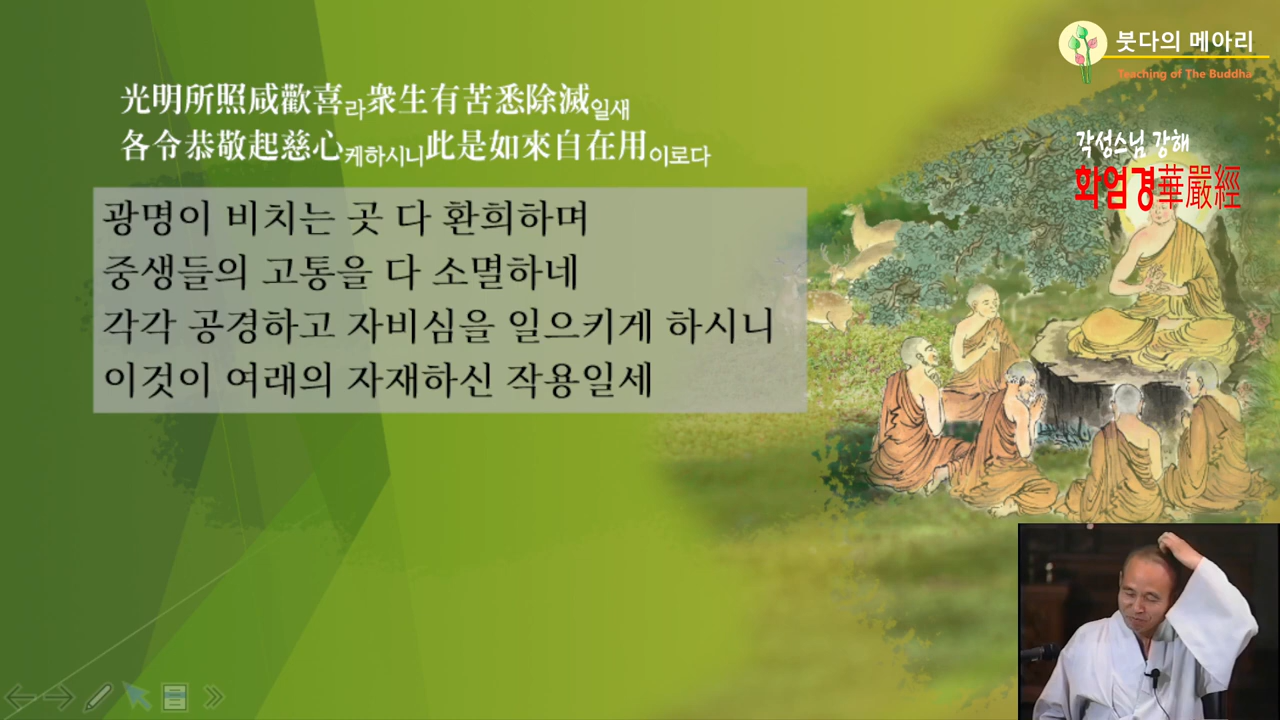 붓다의 메아리
Teaching of The Buddha
각성스님 강해
화엄경華嚴經
光明所照咸歡喜라衆生有苦悉除滅일새
各令恭敬起慈心케하시니此是如來自在用이로다
광명이 비치는 곳 다 환희하며
중생들의 고통을 다 소멸하네
각각 공경하고 자비심을 일으키게 하시니
이것이 여래의 자재하신 작용일세